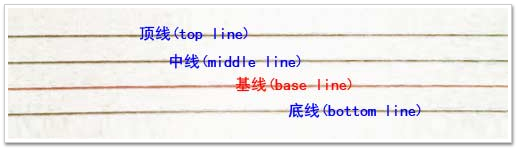 顶线(top line)
中线(middle line)
基线(base line)
底线(bottom line)